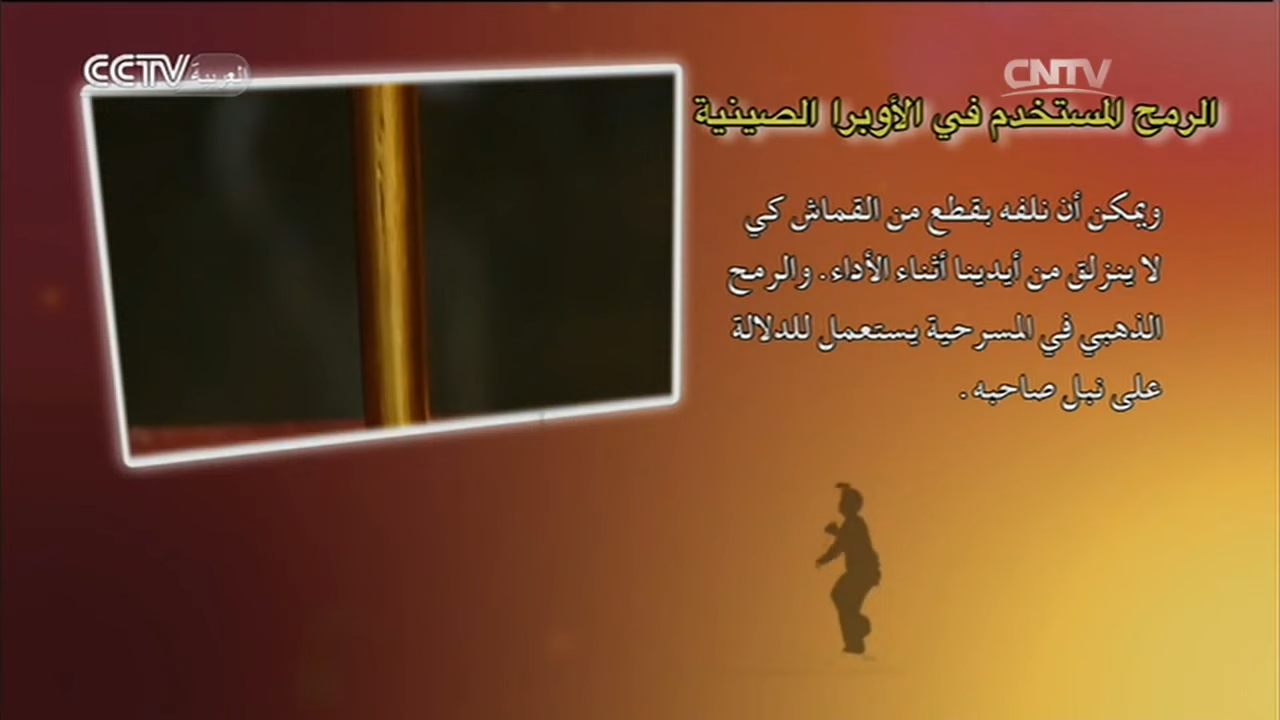 CCTV العربية
CNTV
الرمح المستخدم في الأوبرا الصينية
ويمكن أن نلفه بقطع من القماش كي
لا ينزلق من أيدينا أثناء الأداء. والرمح
الذهبي في المسرحية يستعمل للدلالة
على نبل صاحبه .